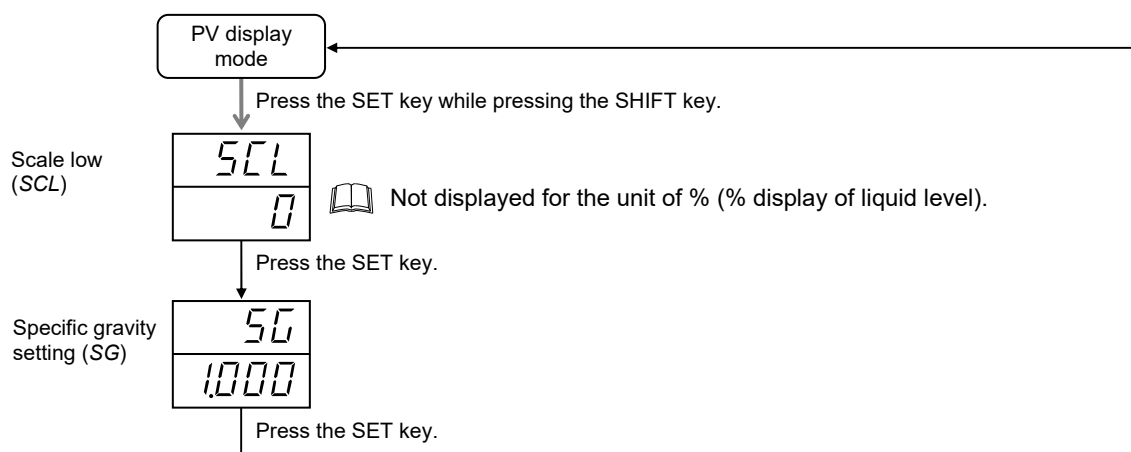 PV display
mode
Press the SET key while pressing the SHIFT key.
Scale low
(SCL)
SCL
0
Not displayed for the unit of % (% display of liquid level).
Press the SET key.
Specific gravity
setting (SG)
SG
1.000
Press the SET key.